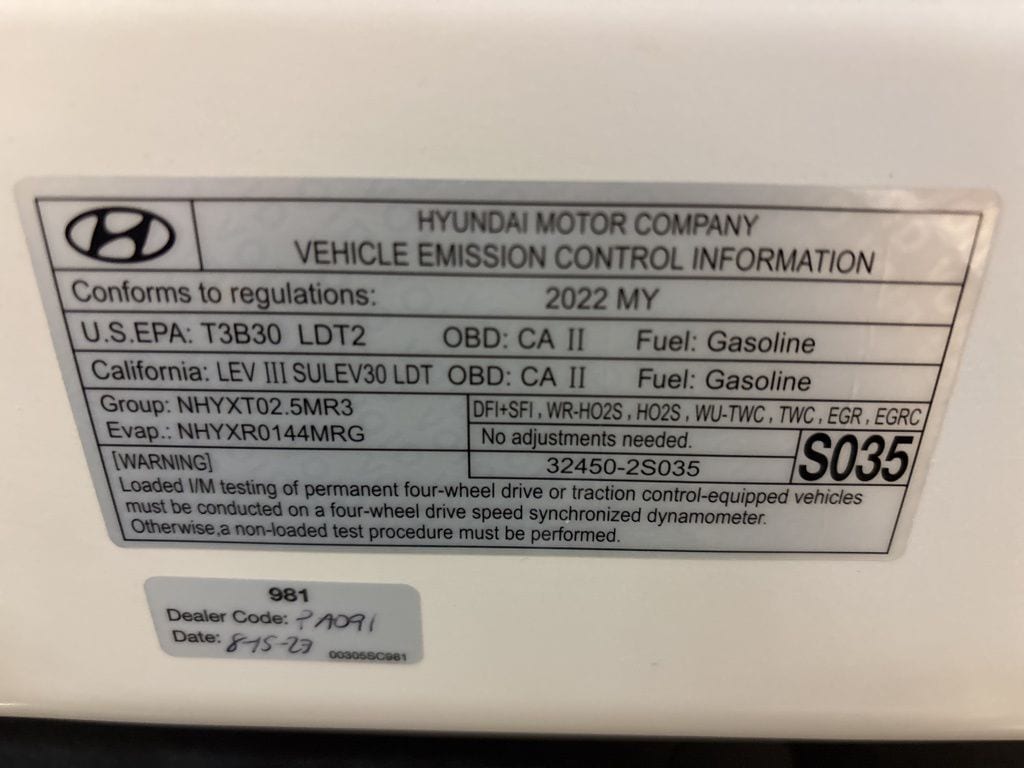 HYUNDAI MOTOR COMPANY
VEHICLE EMISSION CONTROL INFORMATION
Conforms to regulations: 2022 MY
U.S.EPA: T3B30 LDT2 OBD: CA II Fuel: Gasoline
California: LEV III SULEV30 LDT OBD: CA II Fuel: Gasoline
Group: NHYXT02.5MR3
Evap.: NHYXR0144MRG
DFI+SFI, WR-HO2S, HO2S, WU-TWC, TWC, EGR, EGRC
No adjustments needed.
32450-2S035
S035
[WARNING]
Loaded I/M testing of permanent four-wheel drive or traction control-equipped vehicles
must be conducted on a four-wheel drive speed synchronized dynamometer.
Otherwise,a non-loaded test procedure must be performed.
981
Dealer Code: PA091
Date: 8-15-23
00305SC981